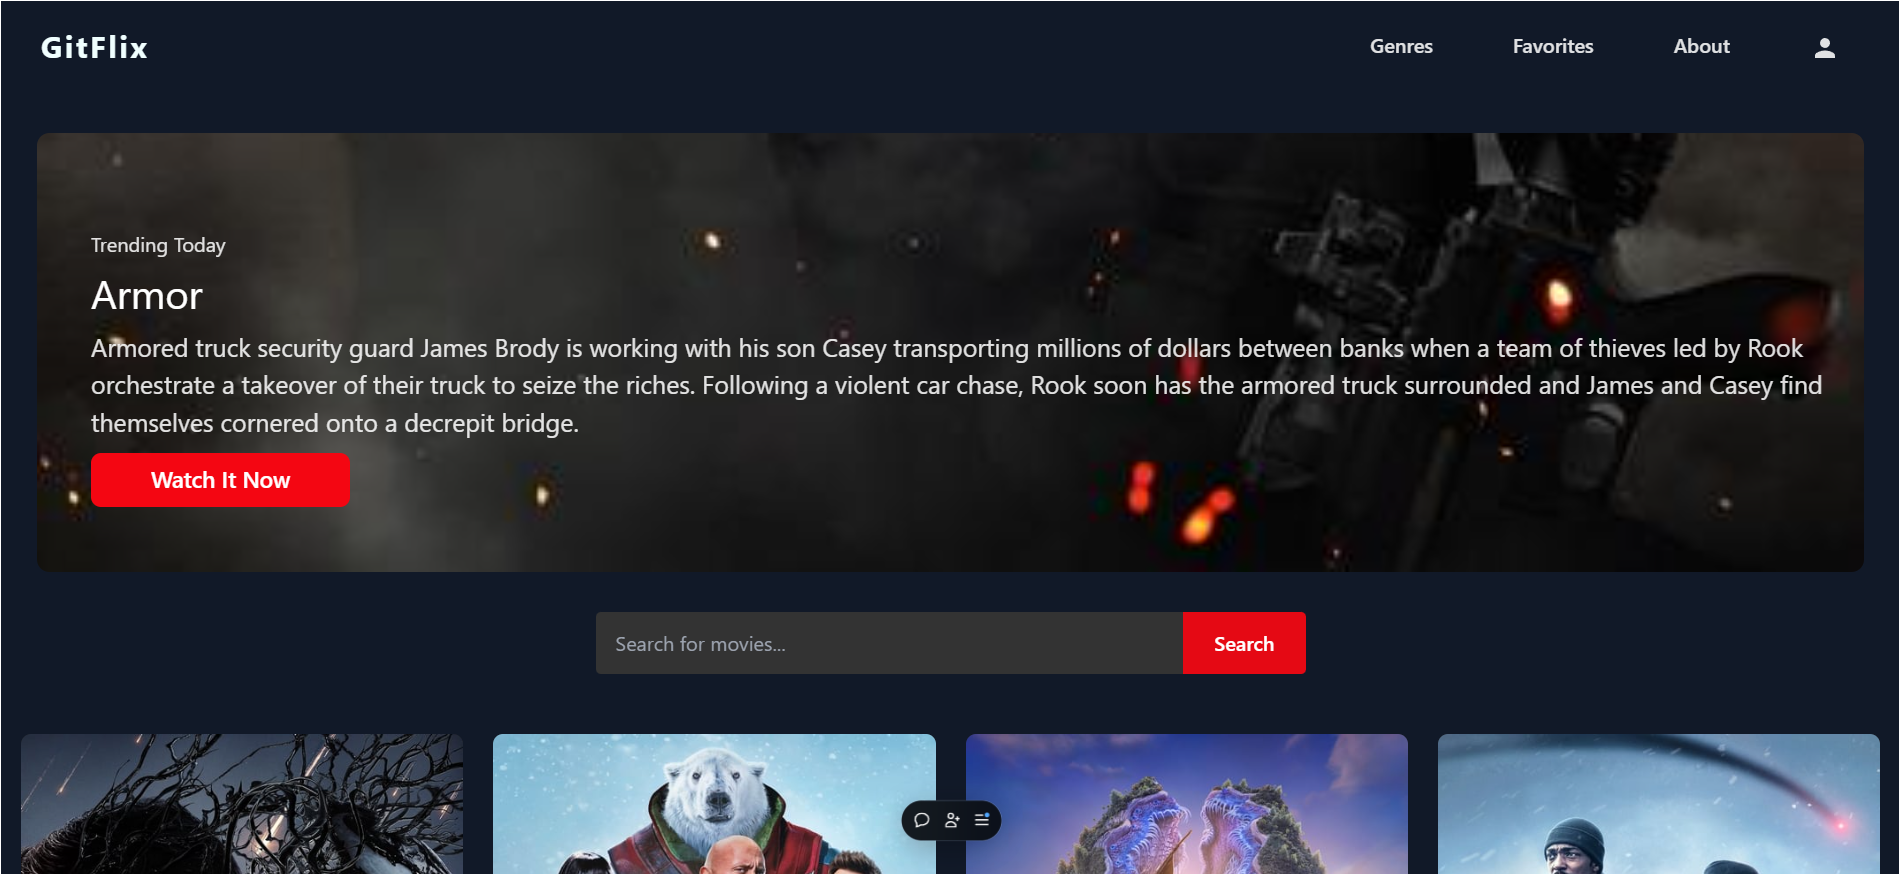 GitFlix
Genres
Favorites
About
Trending Today
Armor
Armored truck security guard James Brody is working with his son Casey transporting millions of dollars between banks when a team of thieves led by Rook
orchestrate a takeover of their truck to seize the riches. Following a violent car chase, Rook soon has the armored truck surrounded and James and Casey find
themselves cornered onto a decrepit bridge.
Watch It Now
Search for movies...
Search